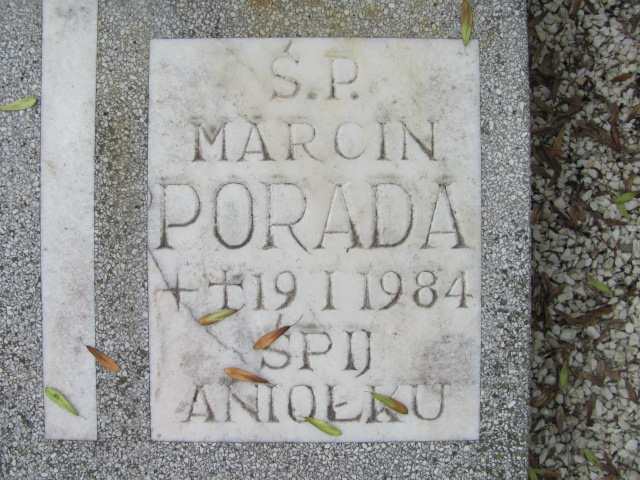 Ś.P.
MARCIN
PORADA
++19 I 1984
ŚPIJ
ANIOŁKU